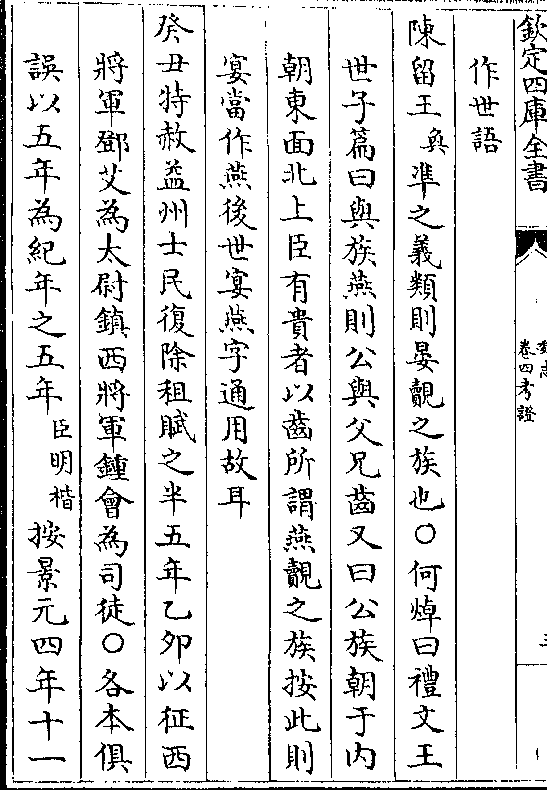 欽定四庫全書
卷四考證
作世語
陳留王奐準之義類則晏覿之族也〇何焯曰禮文王
世子篇曰與族燕則公與父兄齒又曰公族朝于内
朝東面北上臣有貴者以齒所謂燕覿之族按此則
宴當作燕後世宴燕字通用故耳
癸丑特赦益州士民復除租賦之半五年乙卯以征西
將軍鄧艾為太尉鎮西將軍鍾會為司徒〇各本俱
誤以五年為紀年之五年臣明楷按景元四年十一